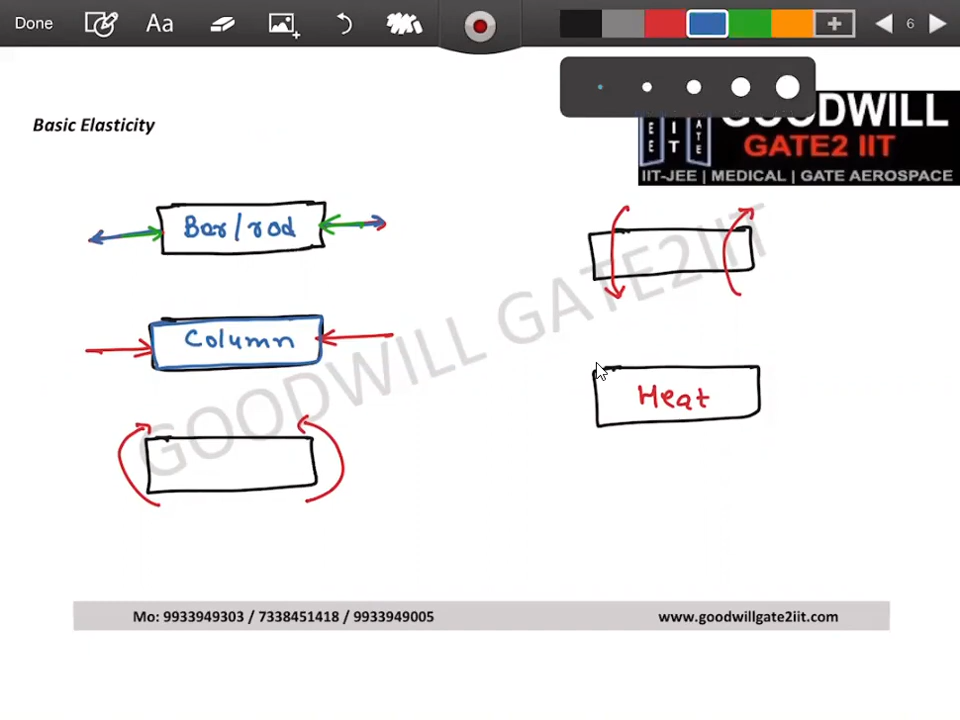 Done
Aa
6
GOODWILL
GATE2 IIT
IIT-JEE | MEDICAL | GATE AEROSPACE
Basic Elasticity
Bar/rod
Column
Heat
GOODWILL GATE2IIT
Mo: 9933949303 / 7338451418 / 9933949005
www.goodwillgate2iit.com